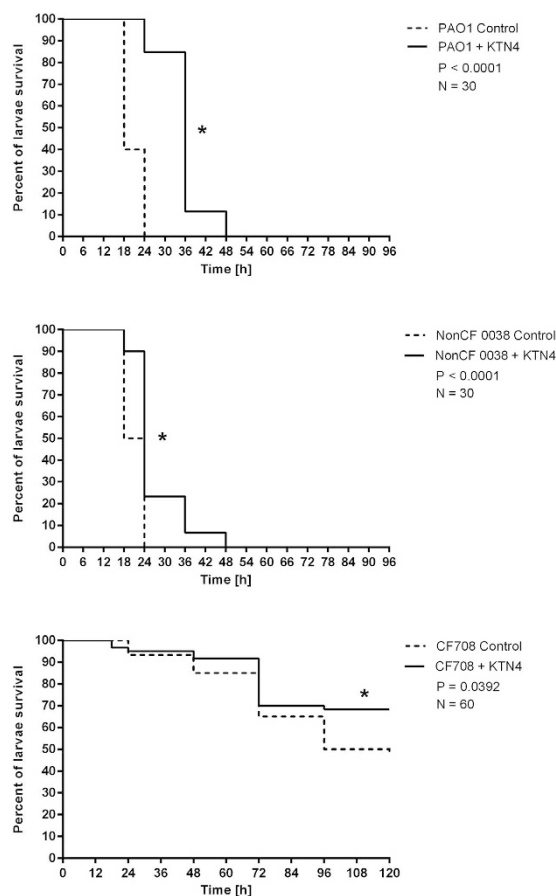 PAO1 Control
PAO1 + KTN4
P < 0.0001
N = 30
Percent of larvae survival
100
90
80
70
60
50
40
30
20
10
0
*
0 6 12 18 24 30 36 42 48 54 60 66 72 78 84 90 96
Time [h]
NonCF 0038 Control
NonCF 0038 + KTN4
P < 0.0001
N = 30
Percent of larvae survival
100
90
80
70
60
50
40
30
20
10
0
*
0 6 12 18 24 30 36 42 48 54 60 66 72 78 84 90 96
Time [h]
CF708 Control
CF708 + KTN4
P = 0.0392
N = 60
Percent of larvae survival
100
90
80
70
60
50
40
30
20
10
0
*
0 12 24 36 48 60 72 84 96 108 120
Time [h]